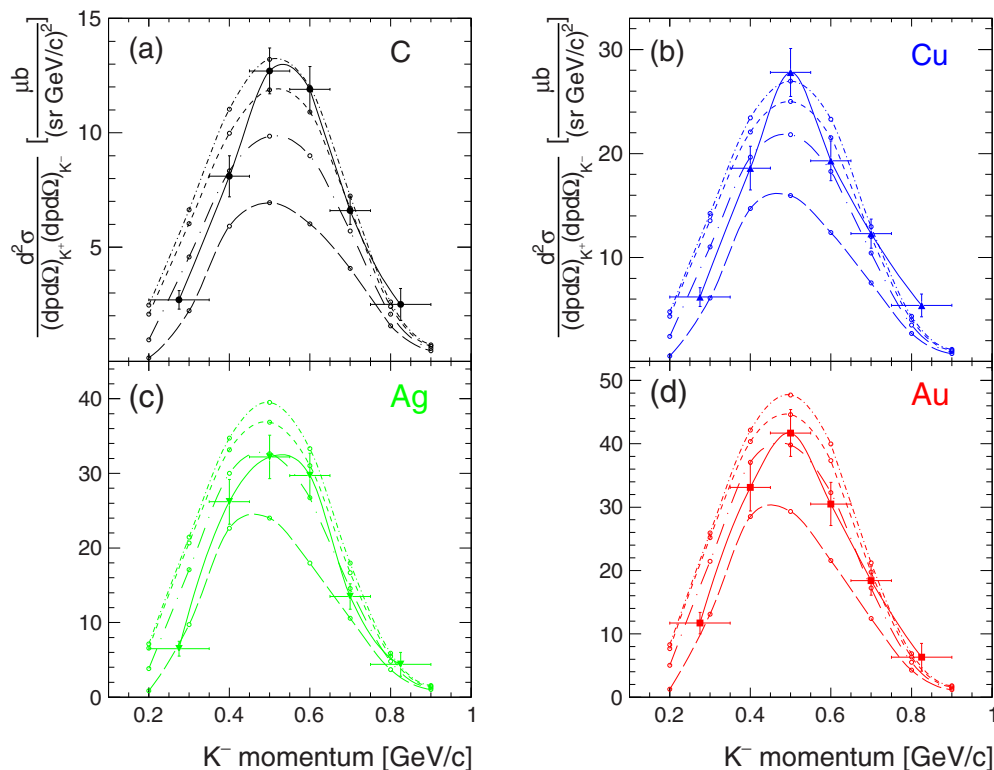 (a) C
15
10
5
d²σ
(dpdΩ)K⁺(dpdΩ)K⁻
[ μb
(sr GeV/c)² ]
(b) Cu
30
20
10
d²σ
(dpdΩ)K⁺(dpdΩ)K⁻
[ μb
(sr GeV/c)² ]
(c) Ag
40
30
20
10
0
0.2 0.4 0.6 0.8 1
K⁻ momentum [GeV/c]
(d) Au
50
40
30
20
10
0
0.2 0.4 0.6 0.8 1
K⁻ momentum [GeV/c]